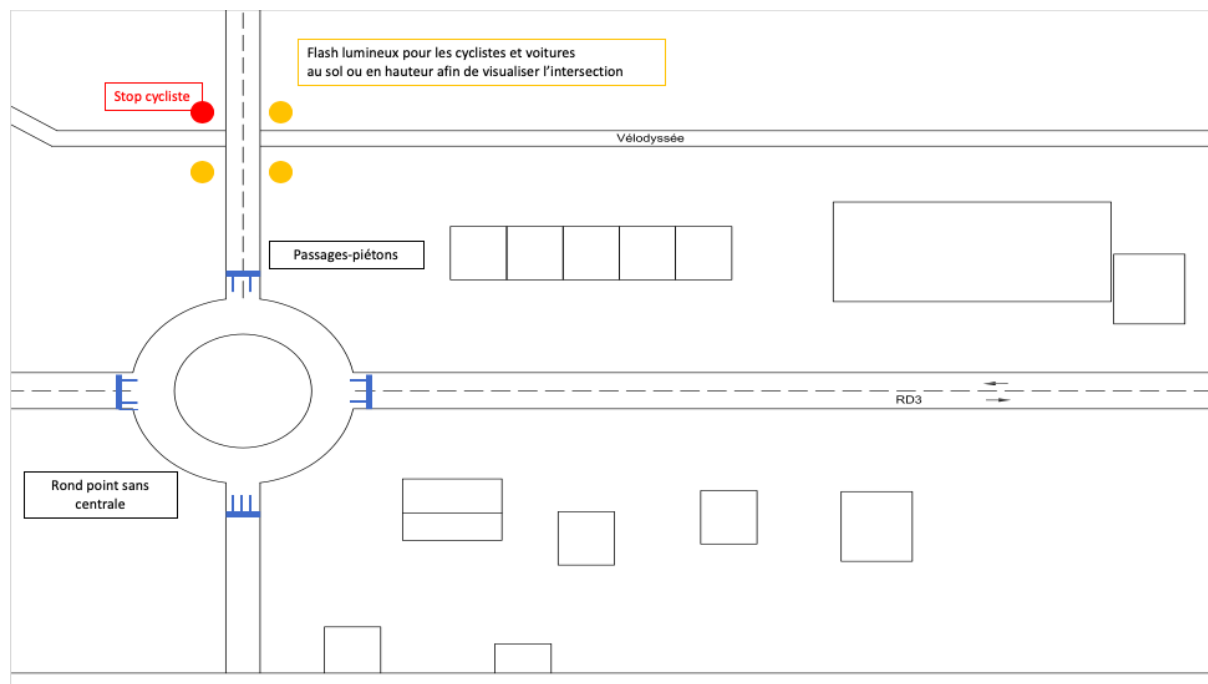 Flash lumineux pour les cyclistes et voitures
au sol ou en hauteur afin de visualiser l’intersection
Stop cycliste
Vélodyssée
Passages-piétons
RD3
Rond point sans
centrale